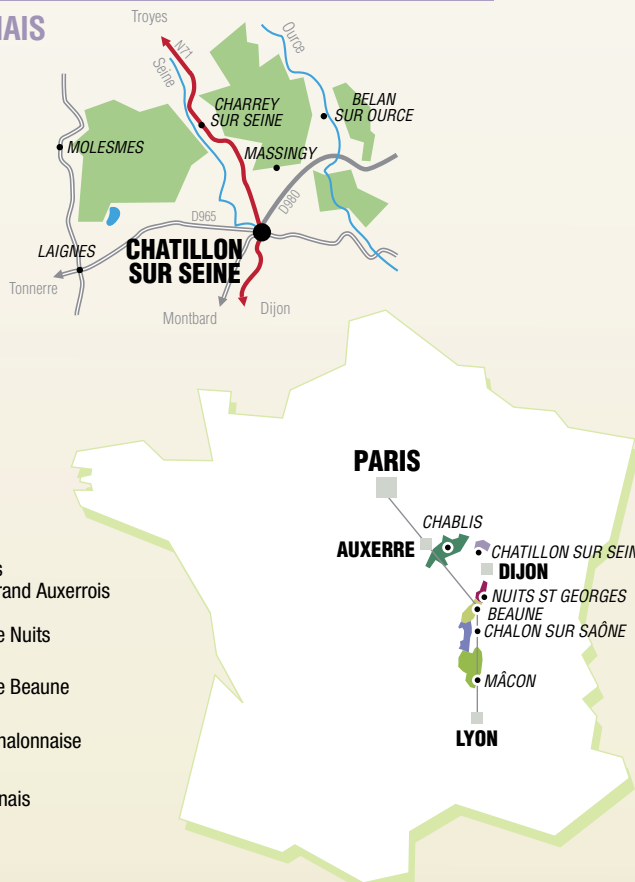 NAIS
Troyes
N71
Seine
Ource
CHARREY
SUR SEINE
BELAN
SUR OURCE
MOLESMES
MASSINGY
D965
D980
LAIGNES
CHATILLON
SUR SEINE
Tonnerre
Montbard
Dijon
PARIS
CHABLIS
AUXERRE
CHATILLON SUR SEIN
DIJON
NUITS ST GEORGES
BEAUNE
CHALON SUR SAÔNE
MÂCON
LYON
s
rand Auxerrois
e Nuits
e Beaune
halonnaise
nais